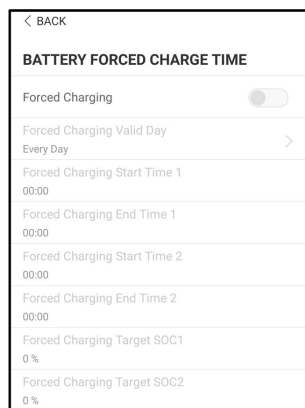 < BACK
BATTERY FORCED CHARGE TIME
Forced Charging
Forced Charging Valid Day
Every Day
Forced Charging Start Time 1
00:00
Forced Charging End Time 1
00:00
Forced Charging Start Time 2
00:00
Forced Charging End Time 2
00:00
Forced Charging Target SOC1
0 %
Forced Charging Target SOC2
0 %